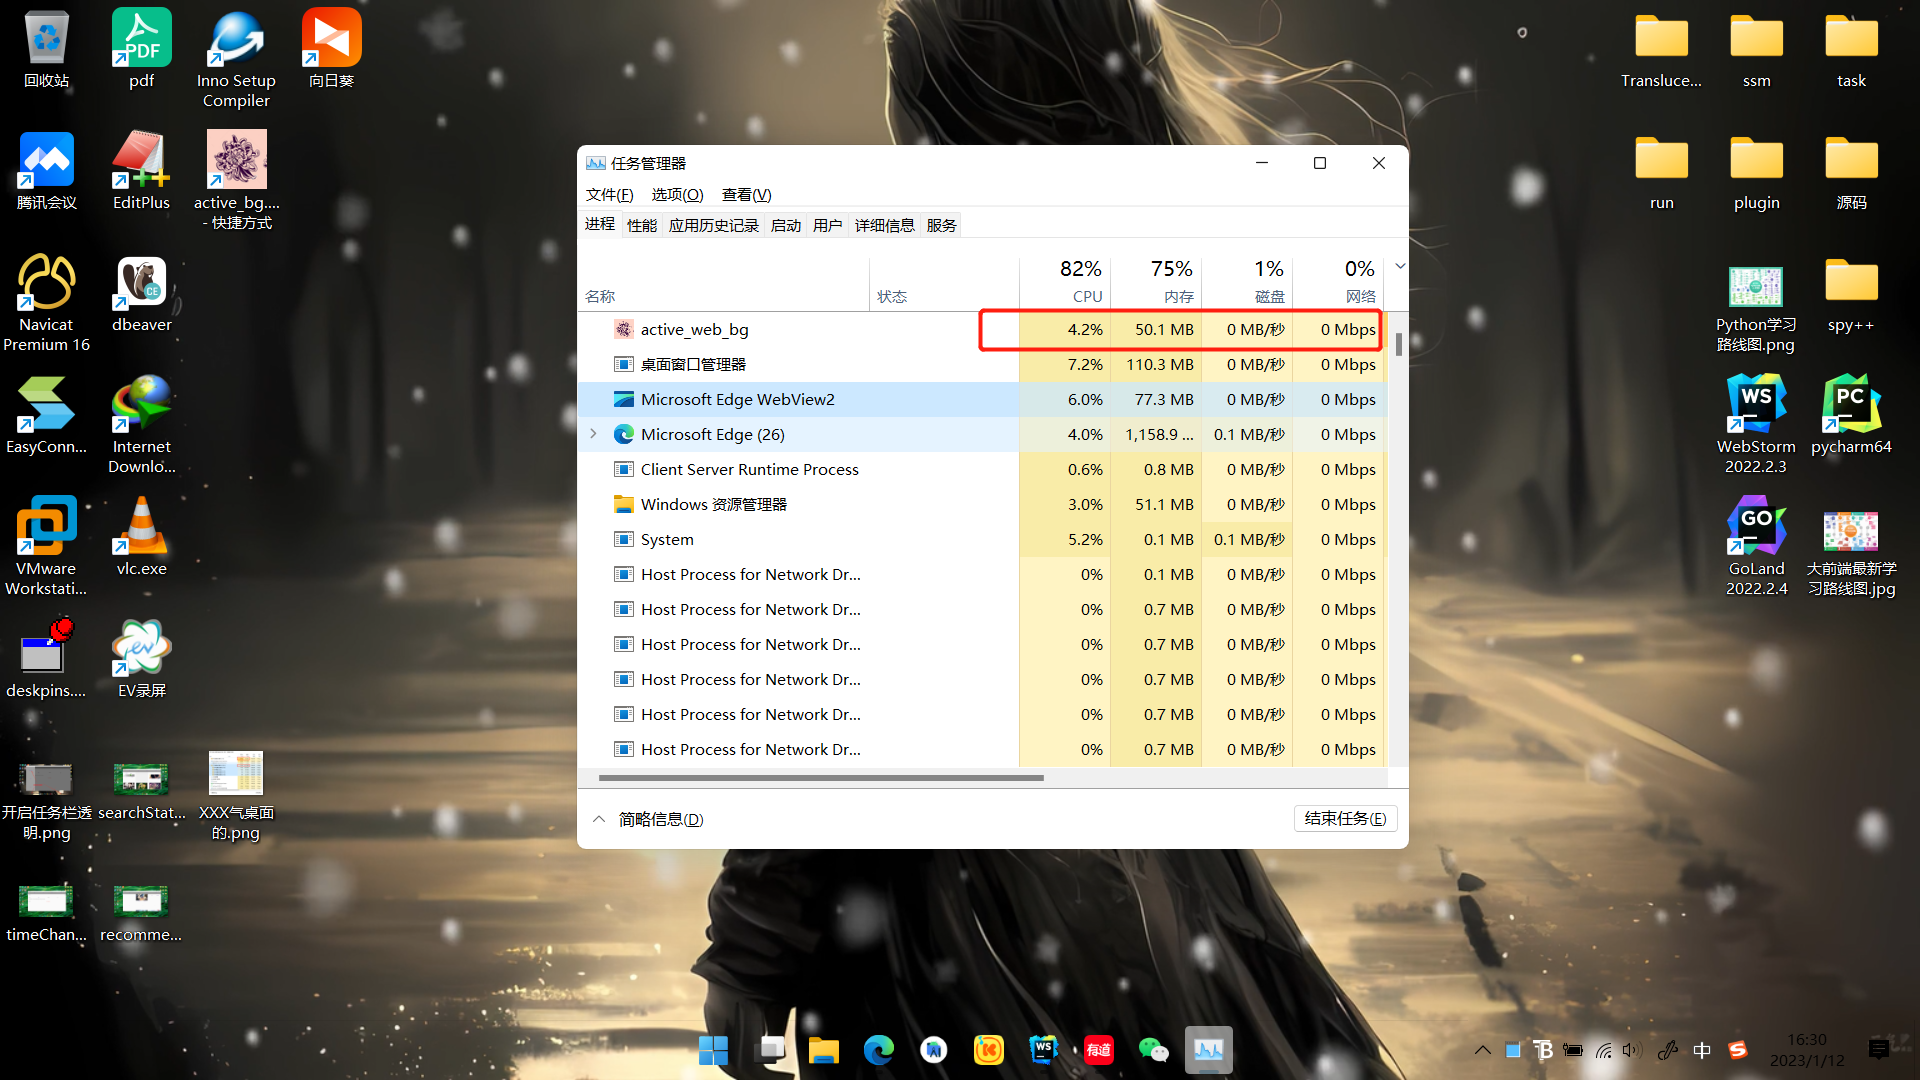 回收站
pdf
Inno Setup
Compiler
向日葵
腾讯会议
EditPlus
active_bg....
- 快捷方式
Navicat
Premium 16
dbeaver
EasyConn...
Internet
Downlo...
VMware
Workstati...
vlc.exe
deskpins....
EV录屏
开启任务栏透
明.png
searchStat...
XXX气桌面
的.png
timeChan...
recomme...
任务管理器
文件(F)
选项(O)
查看(V)
进程
性能
应用历史记录
启动
用户
详细信息
服务
82%
75%
1%
0%
名称
状态
CPU
内存
磁盘
网络
active_web_bg 4.2% 50.1 MB 0 MB/秒 0 Mbps
桌面窗口管理器 7.2% 110.3 MB 0 MB/秒 0 Mbps
Microsoft Edge WebView2 6.0% 77.3 MB 0 MB/秒 0 Mbps
Microsoft Edge (26) 4.0% 1,158.9 ... 0.1 MB/秒 0 Mbps
Client Server Runtime Process 0.6% 0.8 MB 0 MB/秒 0 Mbps
Windows 资源管理器 3.0% 51.1 MB 0 MB/秒 0 Mbps
System 5.2% 0.1 MB 0.1 MB/秒 0 Mbps
Host Process for Network Dr... 0% 0.1 MB 0 MB/秒 0 Mbps
Host Process for Network Dr... 0% 0.7 MB 0 MB/秒 0 Mbps
Host Process for Network Dr... 0% 0.7 MB 0 MB/秒 0 Mbps
Host Process for Network Dr... 0% 0.7 MB 0 MB/秒 0 Mbps
Host Process for Network Dr... 0% 0.7 MB 0 MB/秒 0 Mbps
Host Process for Network Dr... 0% 0.7 MB 0 MB/秒 0 Mbps
简略信息(D)
结束任务(E)
Transluce...
ssm
task
run
plugin
源码
Python学习
路线图.png
spy++
WS
WebStorm
2022.2.3
PC
pycharm64
GO
GoLand
2022.2.4
大前端最新学
习路线图.jpg
PDF
CE
ev
WS
有道
TB
中
S
16:30
2023/1/12